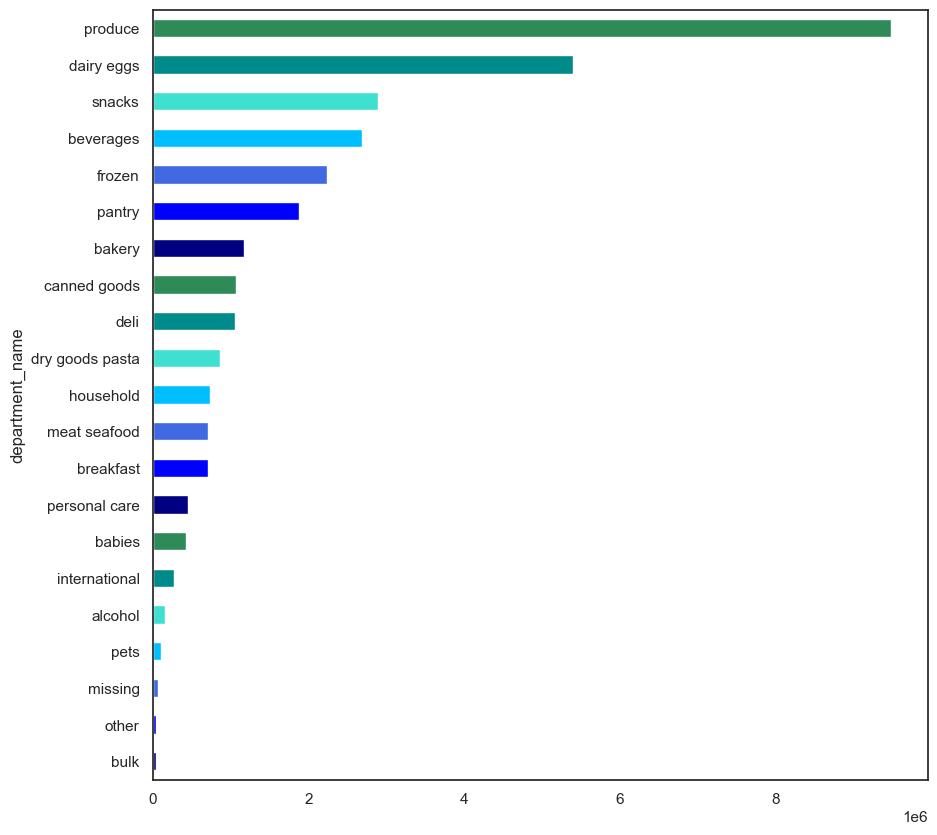 produce
dairy eggs
snacks
beverages
frozen
pantry
bakery
canned goods
deli
dry goods pasta
household
meat seafood
breakfast
personal care
babies
international
alcohol
pets
missing
other
bulk
department_name
0 2 4 6 8
1e6